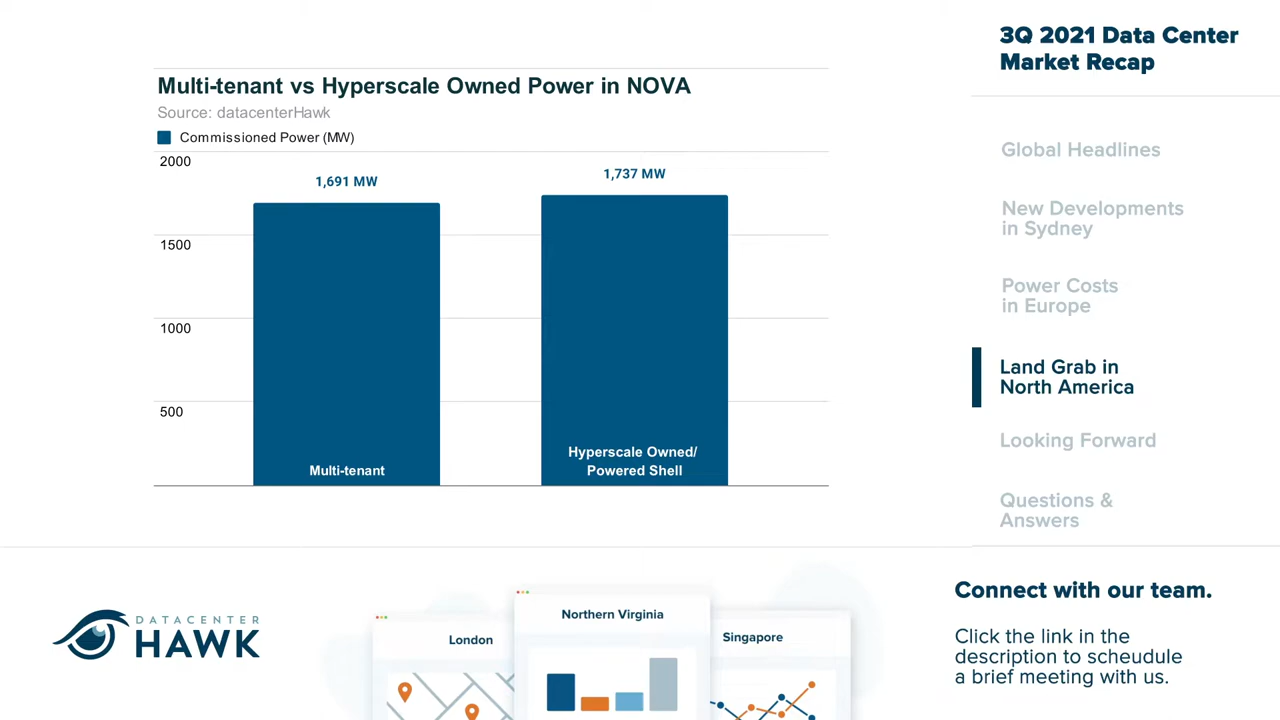 Multi-tenant vs Hyperscale Owned Power in NOVA
Source: datacenterHawk
Commissioned Power (MW)
2000
1500
1000
500
1,691 MW
1,737 MW
Multi-tenant
Hyperscale Owned/
Powered Shell
3Q 2021 Data Center
Market Recap
Global Headlines
New Developments
in Sydney
Power Costs
in Europe
Land Grab in
North America
Looking Forward
Questions &
Answers
DATACENTER
HAWK
London
Northern Virginia
Singapore
Connect with our team.
Click the link in the
description to scheudule
a brief meeting with us.